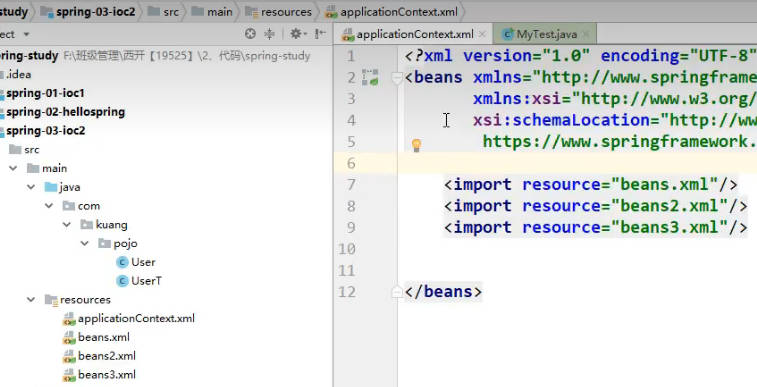 study spring-03-ioc2 src main resources applicationContext.xml
ect
applicationContext.xml MyTest.java
ring-study F:\班级管理\西开【19525】\2、代码\spring-study
.idea
spring-01-ioc1
spring-02-hellospring
spring-03-ioc2
src
main
java
com
kuang
pojo
User
UserT
resources
applicationContext.xml
beans.xml
beans2.xml
beans3.xml
1 <?xml version="1.0" encoding="UTF-8"
2 <beans xmlns="http://www.springframe
3 xmlns:xsi="http://www.w3.org/
4 xsi:schemaLocation="http://ww
5 https://www.springframework.
6
7 <import resource="beans.xml"/>
8 <import resource="beans2.xml"/>
9 <import resource="beans3.xml"/>
10
11
12 </beans>